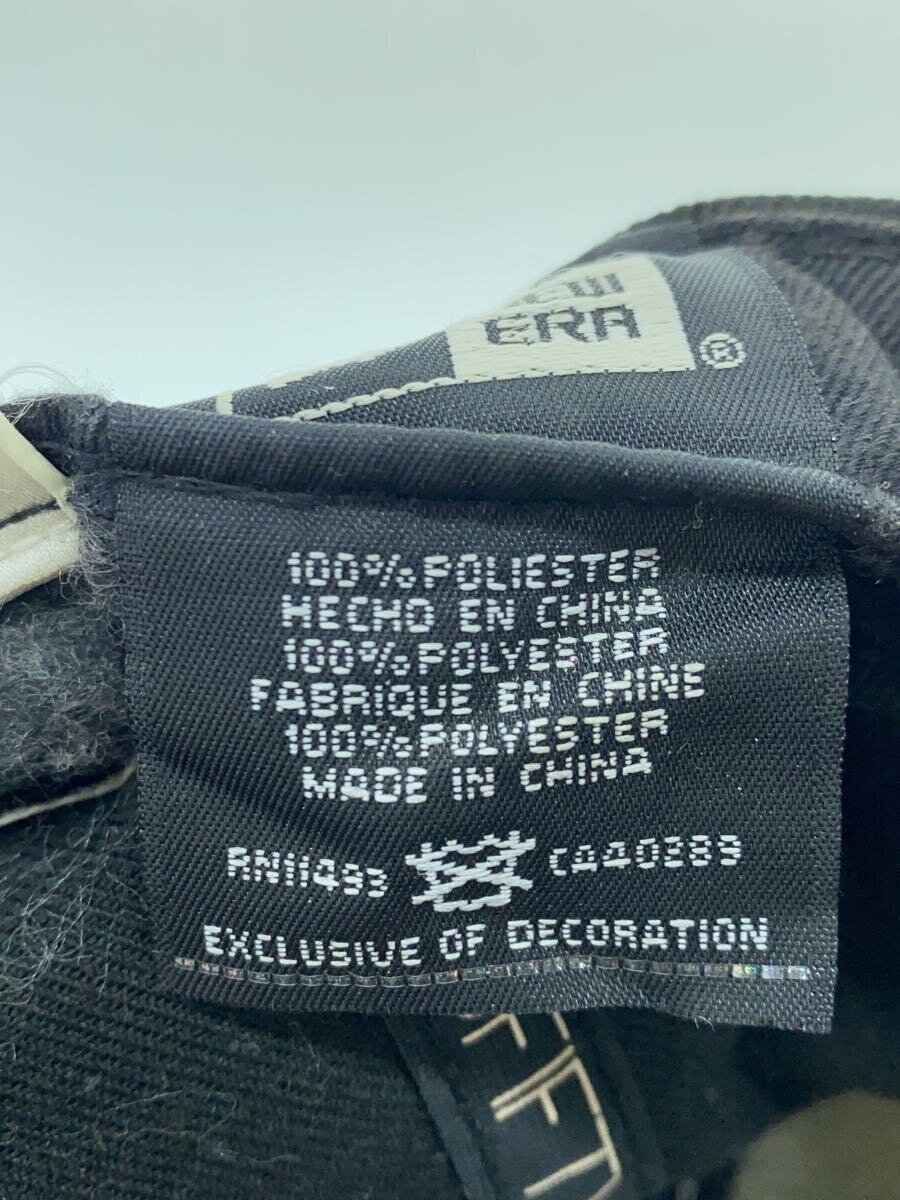 ERA
®
100% POLIESTER
HECHO EN CHINA
100% POLYESTER
FABRIQUE EN CHINE
100% POLYESTER
MADE IN CHINA
RN11493 CA40289
EXCLUSIVE OF DECORATION